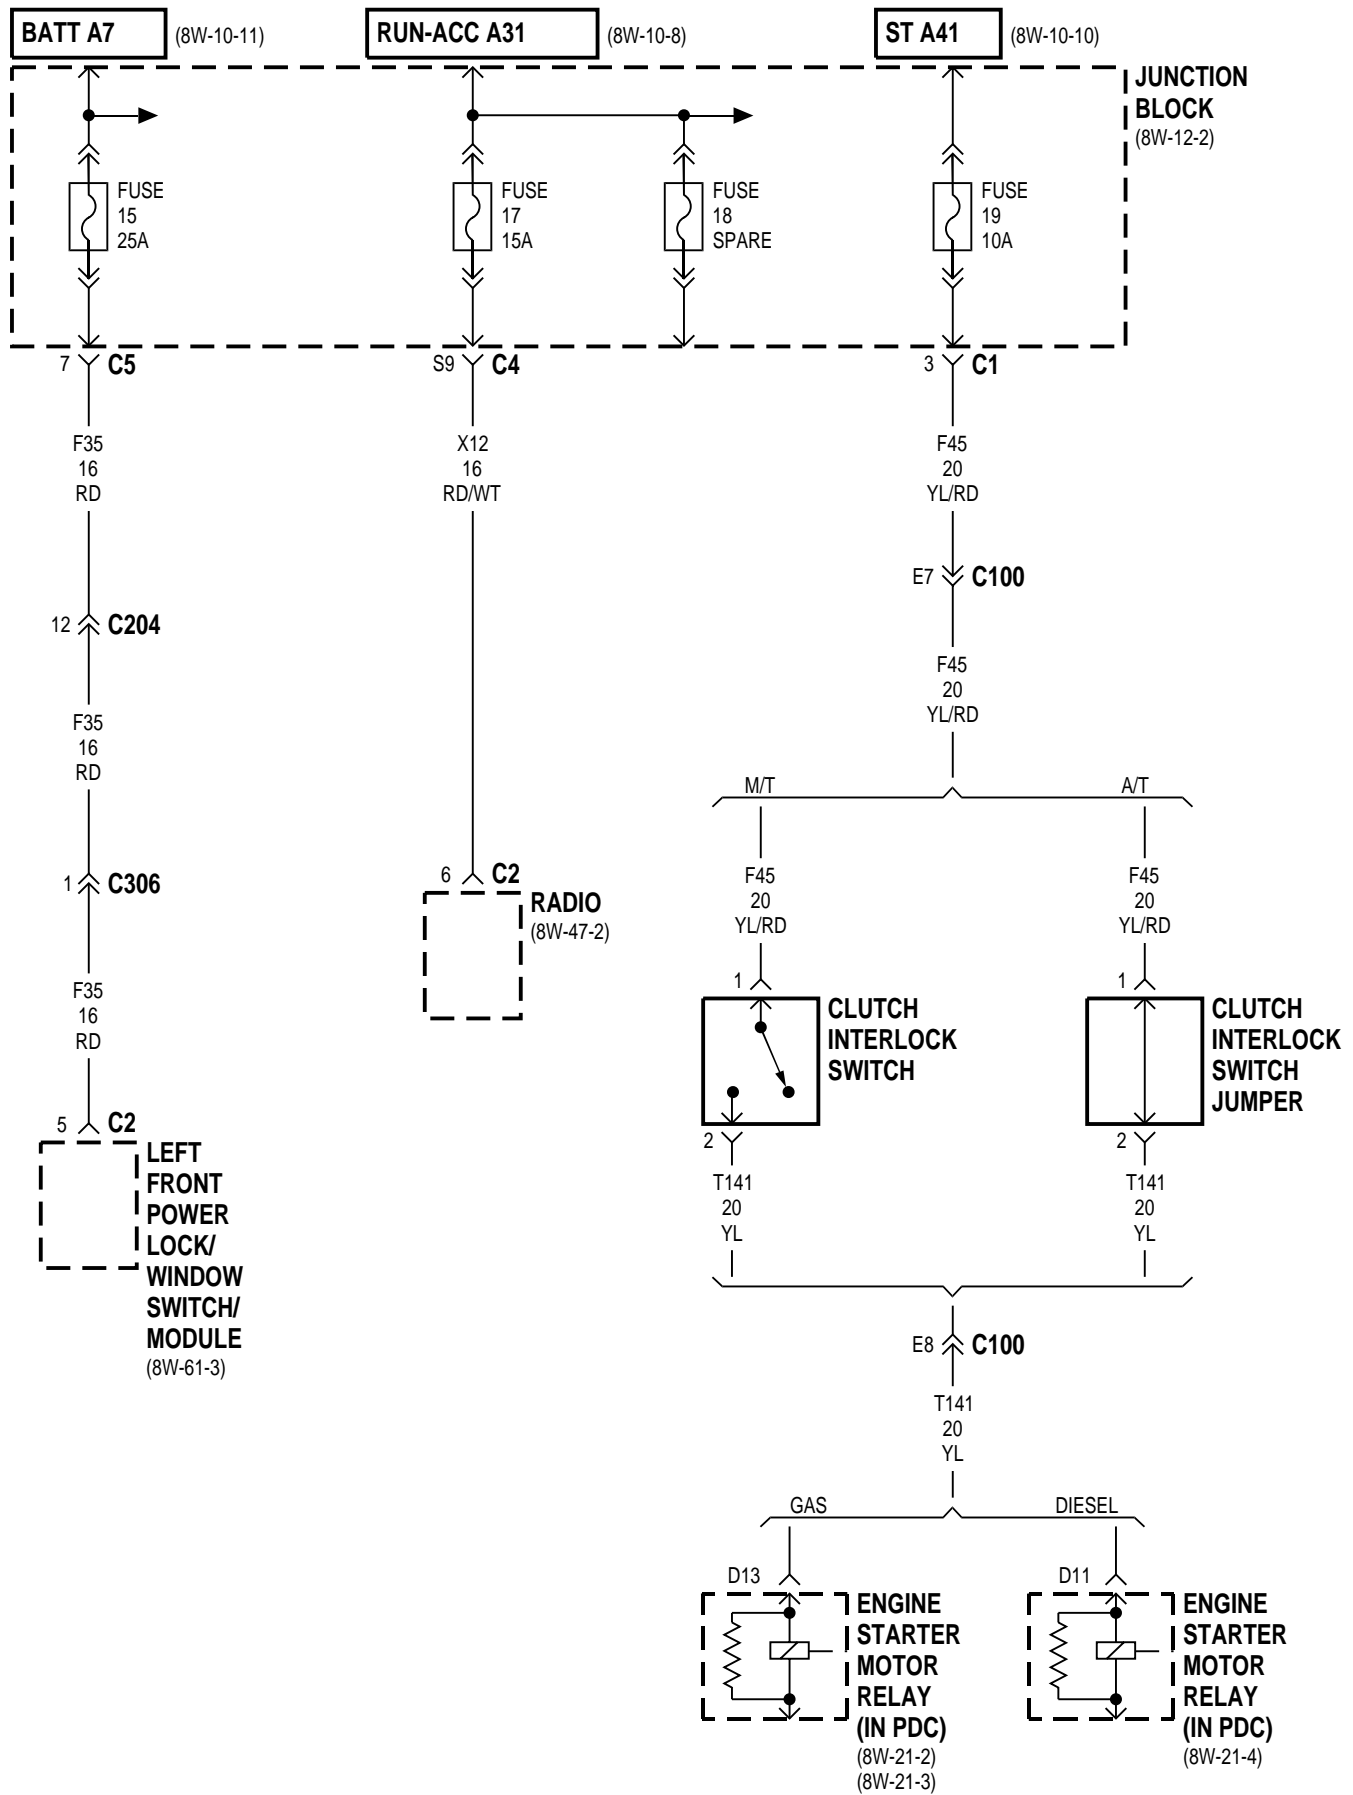 BATT A7 (8W-10-11)
RUN-ACC A31 (8W-10-8)
ST A41 (8W-10-10)
JUNCTION
BLOCK
(8W-12-2)
FUSE
15
25A
FUSE
17
15A
FUSE
18
SPARE
FUSE
19
10A
7 C5
S9 C4
3 C1
F35
16
RD
X12
16
RD/WT
F45
20
YL/RD
E7 C100
12 C204
F45
20
YL/RD
F35
16
RD
M/T
A/T
1 C306
6 C2
RADIO
(8W-47-2)
F45
20
YL/RD
F45
20
YL/RD
F35
16
RD
1
CLUTCH
INTERLOCK
SWITCH
2
1
CLUTCH
INTERLOCK
SWITCH
JUMPER
2
5 C2
LEFT
FRONT
POWER
LOCK/
WINDOW
SWITCH/
MODULE
(8W-61-3)
T141
20
YL
T141
20
YL
E8 C100
T141
20
YL
GAS
DIESEL
D13
ENGINE
STARTER
MOTOR
RELAY
(IN PDC)
(8W-21-2)
(8W-21-3)
D11
ENGINE
STARTER
MOTOR
RELAY
(IN PDC)
(8W-21-4)